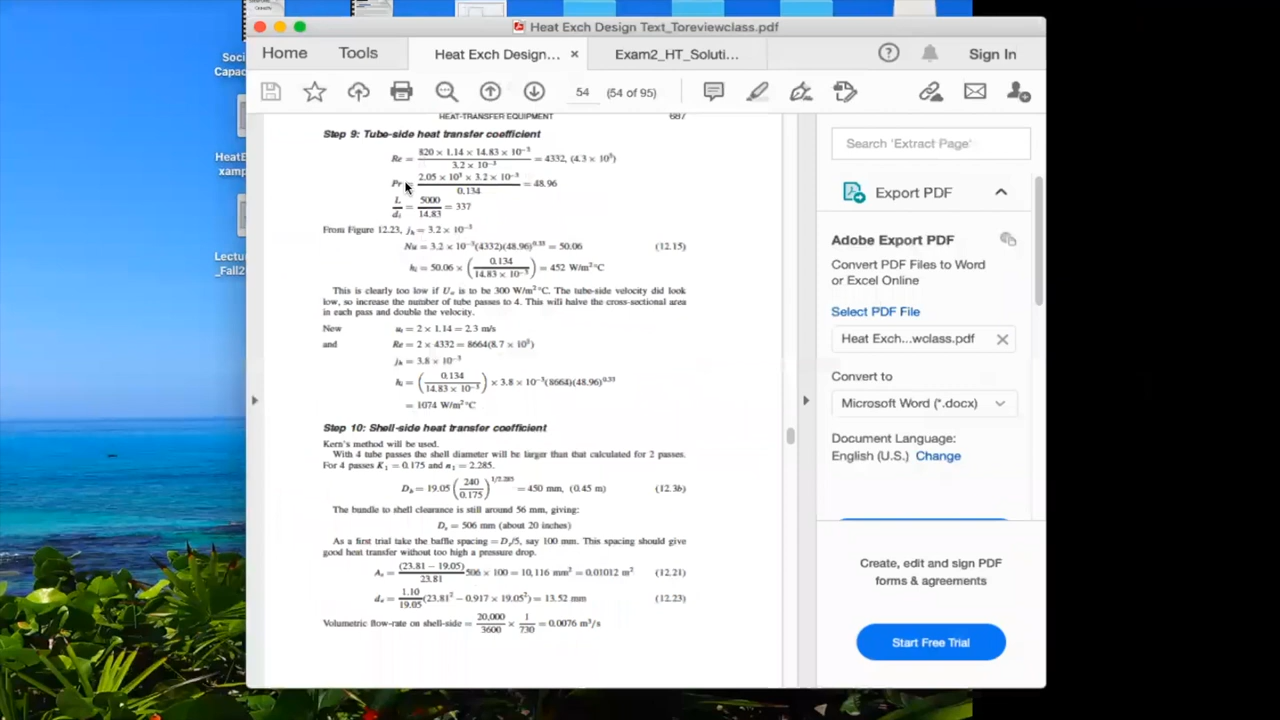 Heat Exch Design Text_Toreviewclass.pdf
Home Tools Heat Exch Design... × Exam2_HT_Soluti... Sign In
54 (54 of 95)
Soci
Capac
HeatE
xamp
Lectur
_Fall2
HEAT-TRANSFER EQUIPMENT 687
Step 9: Tube-side heat transfer coefficient
Re = 820 × 1.14 × 14.83 × 10⁻³ / 3.2 × 10⁻³ = 4332, (4.3 × 10³)
Pr = 2.05 × 10³ × 3.2 × 10⁻³ / 0.134 = 48.96
L/dᵢ = 5000/14.83 = 337
From Figure 12.23, jₕ = 3.2 × 10⁻³
Nu = 3.2 × 10⁻³(4332)(48.96)^0.33 = 50.06 (12.15)
hᵢ = 50.06 × (0.134 / 14.83 × 10⁻³) = 452 W/m²°C
This is clearly too low if Uₒ is to be 300 W/m²°C. The tube-side velocity did look
low, so increase the number of tube passes to 4. This will halve the cross-sectional area
in each pass and double the velocity.
New uₜ = 2 × 1.14 = 2.3 m/s
and Re = 2 × 4332 = 8664(8.7 × 10³)
jₕ = 3.8 × 10⁻³
hᵢ = (0.134 / 14.83 × 10⁻³) × 3.8 × 10⁻³(8664)(48.96)^0.33
= 1074 W/m²°C
Step 10: Shell-side heat transfer coefficient
Kern's method will be used.
With 4 tube passes the shell diameter will be larger than that calculated for 2 passes.
For 4 passes K₁ = 0.175 and n₁ = 2.285.
D_b = 19.05 (240/0.175)^1/2.285 = 450 mm, (0.45 m) (12.3b)
The bundle to shell clearance is still around 56 mm, giving:
Dₛ = 506 mm (about 20 inches)
As a first trial take the baffle spacing = Dₛ/5, say 100 mm. This spacing should give
good heat transfer without too high a pressure drop.
Aₛ = (23.81 − 19.05)/23.81 506 × 100 = 10,116 mm² = 0.01012 m² (12.21)
dₑ = 1.10/19.05 (23.81² − 0.917 × 19.05²) = 13.52 mm (12.23)
Volumetric flow-rate on shell-side = 20,000/3600 × 1/730 = 0.0076 m³/s
Search 'Extract Page'
Export PDF
Adobe Export PDF
Convert PDF Files to Word
or Excel Online
Select PDF File
Heat Exch...wclass.pdf
Convert to
Microsoft Word (*.docx)
Document Language:
English (U.S.) Change
Create, edit and sign PDF
forms & agreements
Start Free Trial